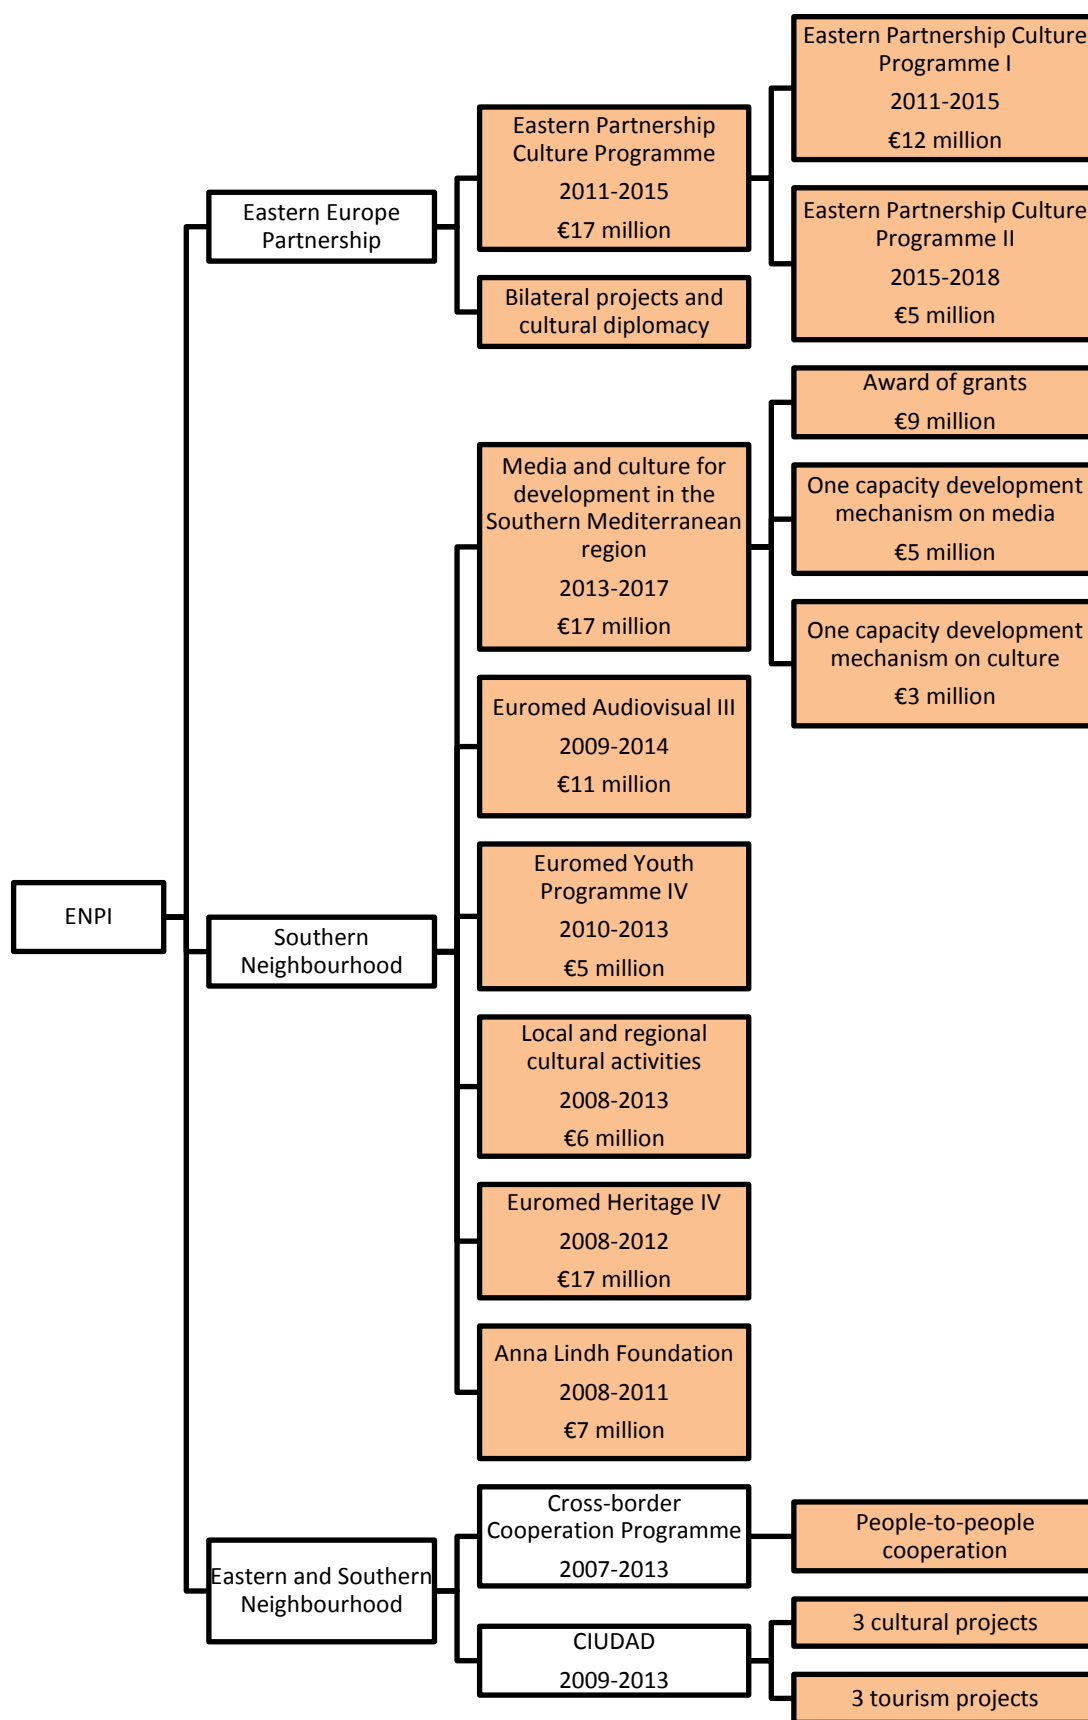 ENPI
Eastern Europe
Partnership
Eastern Partnership
Culture Programme
2011-2015
€17 million
Eastern Partnership Culture
Programme I
2011-2015
€12 million
Eastern Partnership Culture
Programme II
2015-2018
€5 million
Bilateral projects and
cultural diplomacy
Southern
Neighbourhood
Media and culture for
development in the
Southern Mediterranean
region
2013-2017
€17 million
Award of grants
€9 million
One capacity development
mechanism on media
€5 million
One capacity development
mechanism on culture
€3 million
Euromed Audiovisual III
2009-2014
€11 million
Euromed Youth
Programme IV
2010-2013
€5 million
Local and regional
cultural activities
2008-2013
€6 million
Euromed Heritage IV
2008-2012
€17 million
Anna Lindh Foundation
2008-2011
€7 million
Eastern and Southern
Neighbourhood
Cross-border
Cooperation Programme
2007-2013
People-to-people
cooperation
CIUDAD
2009-2013
3 cultural projects
3 tourism projects